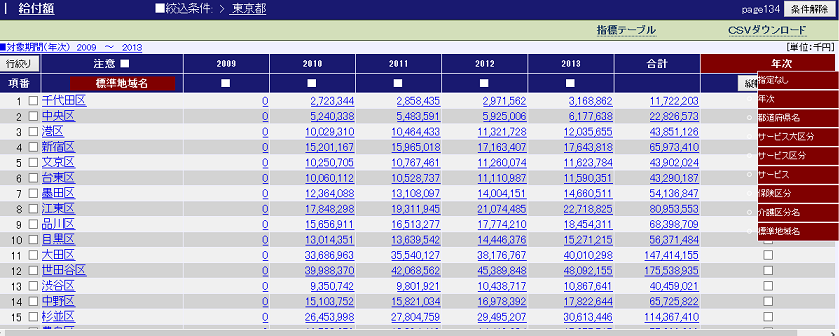 | 給付額 ■絞込条件: > 東京都 page134 条件解除
指標テーブル CSVダウンロード
■対象期間(年次) 2009 ～ 2013 [単位:千円]
行絞り 注意 2009 2010 2011 2012 2013 合計 年次
項番 標準地域名
指定なし
年次
都道府県名
サービス大区分
サービス区分
サービス
保険区分
介護区分名
標準地域名
1 千代田区 0 2,723,344 2,858,435 2,971,562 3,168,862 11,722,203
2 中央区 0 5,240,338 5,483,591 5,925,006 6,177,638 22,826,573
3 港区 0 10,029,310 10,464,433 11,321,728 12,035,655 43,851,126
4 新宿区 0 15,201,167 15,965,018 17,163,407 17,643,818 65,973,410
5 文京区 0 10,250,705 10,767,461 11,260,074 11,623,784 43,902,024
6 台東区 0 10,060,112 10,528,737 11,110,987 11,590,351 43,290,187
7 墨田区 0 12,364,088 13,108,097 14,004,151 14,660,511 54,136,847
8 江東区 0 17,848,298 19,311,945 21,074,485 22,718,825 80,953,553
9 品川区 0 15,656,911 16,513,277 17,774,210 18,454,311 68,398,709
10 目黒区 0 13,014,351 13,639,542 14,446,376 15,271,215 56,371,484
11 大田区 0 33,686,963 35,540,127 38,176,767 40,010,298 147,414,155
12 世田谷区 0 39,988,370 42,068,562 45,389,848 48,092,155 175,538,935
13 渋谷区 0 9,350,742 9,801,921 10,438,717 10,867,641 40,459,021
14 中野区 0 15,103,752 15,821,034 16,978,392 17,822,644 65,725,822
15 杉並区 0 26,453,998 27,804,759 29,495,207 30,613,446 114,367,410